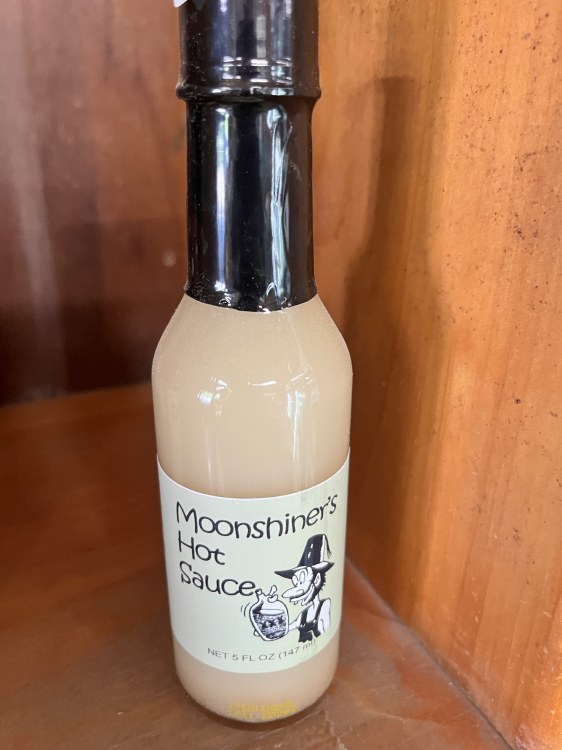 Moonshiner's
Hot
Sauce
NET 5 FL OZ (147 ml)